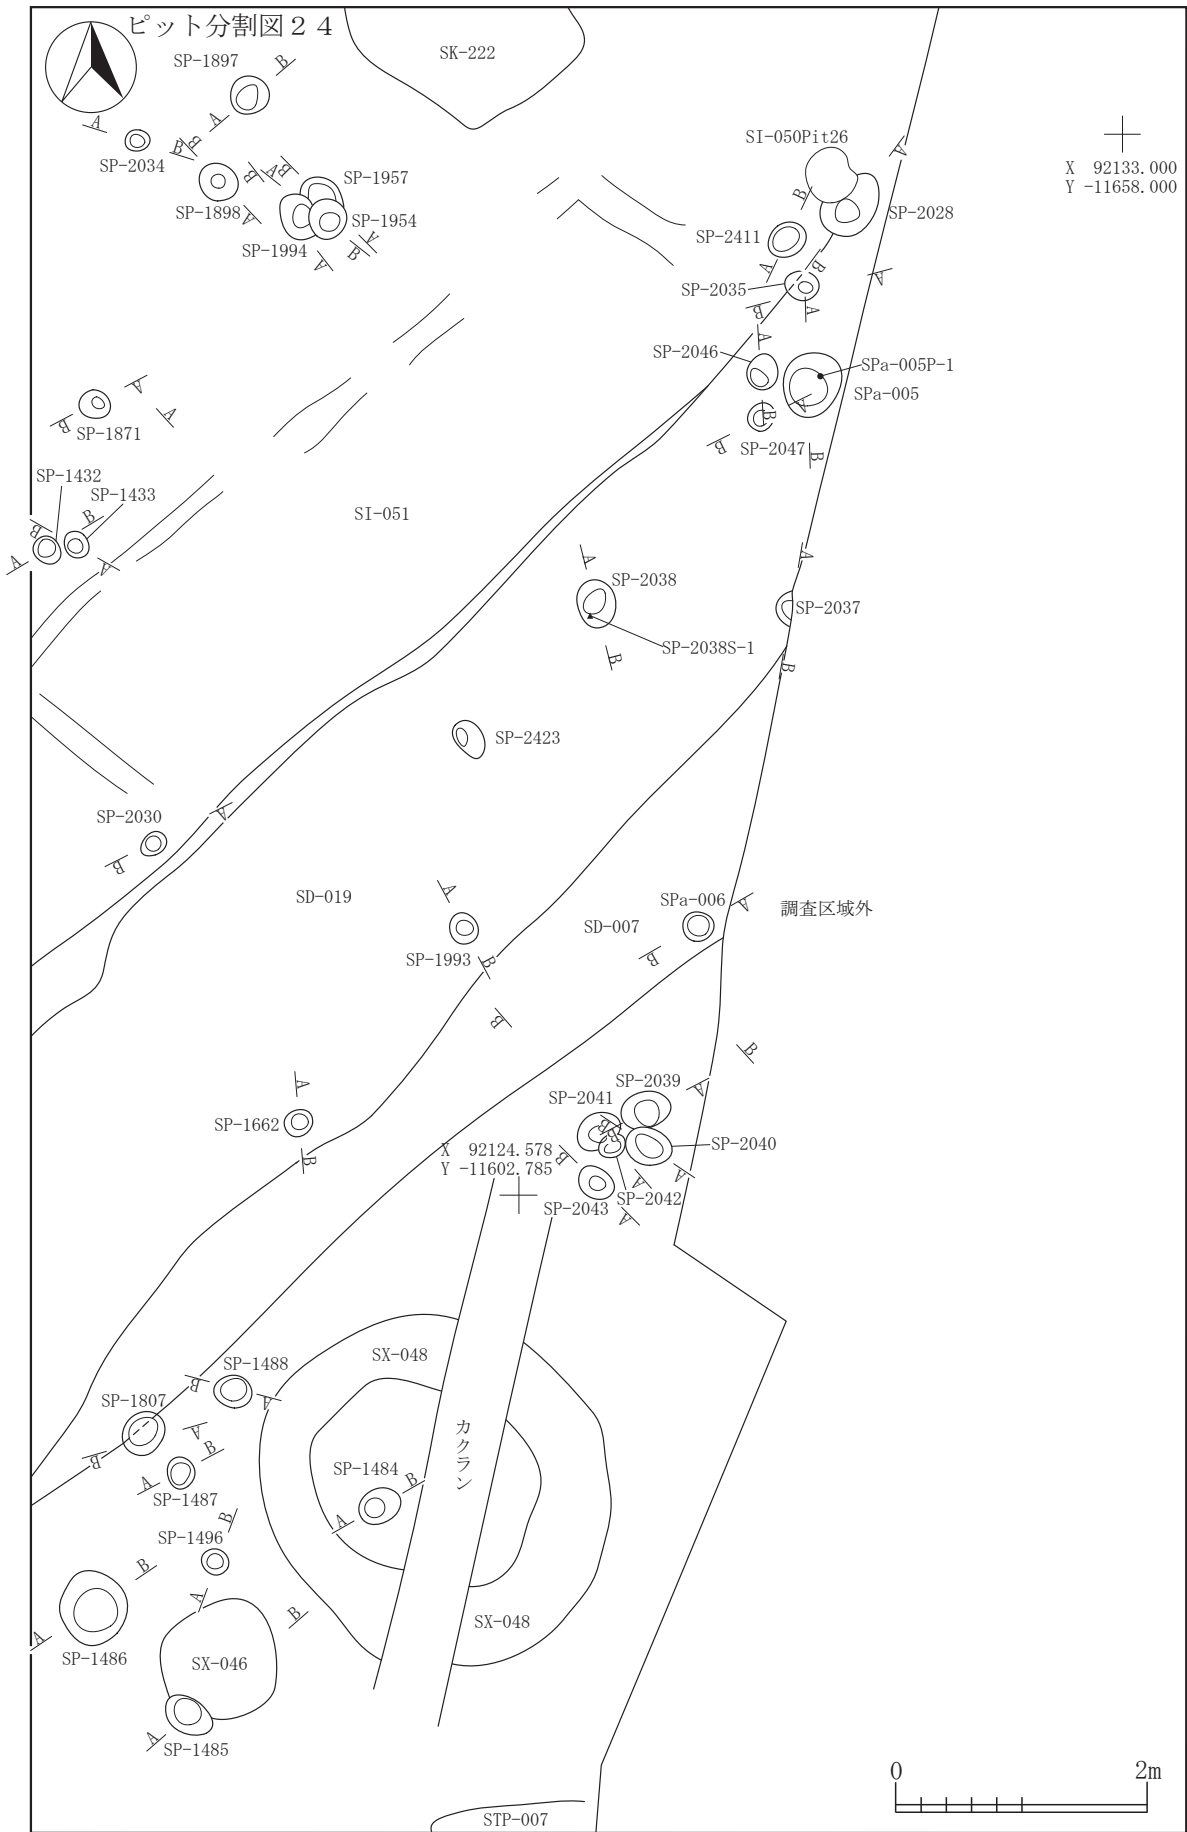 ピット分割図２４
SK-222
SP-1897
B
A
A
B
B
SP-2034
SP-1898
B
A
A
B
SP-1957
SP-1954
SP-1994
A
B
A
SI-050Pit26
A
X 92133.000
Y -11658.000
B
SP-2028
SP-2411
A
B
A
SP-2035
B
A
A
SP-2046
SPa-005P-1
SPa-005
A
B
SP-2047
B
B
A
A
B
SP-1871
SP-1432
SP-1433
B
B
A
A
SI-051
A
A
SP-2038
SP-2037
SP-2038S-1
B
B
SP-2423
SP-2030
A
B
SD-019
A
SP-1993
B
B
SD-007
SPa-006
A
B
調査区域外
B
A
SP-1662
B
SP-2039
A
SP-2041
B
B
SP-2040
A
X 92124.578
Y -11602.785
B
A
SP-2042
SP-2043
A
SX-048
SP-1488
B
A
SP-1807
A
B
B
A
SP-1487
カクラン
SP-1484
B
A
B
SP-1496
A
B
A
SP-1486
B
SX-046
SX-048
A
SP-1485
0
2m
STP-007